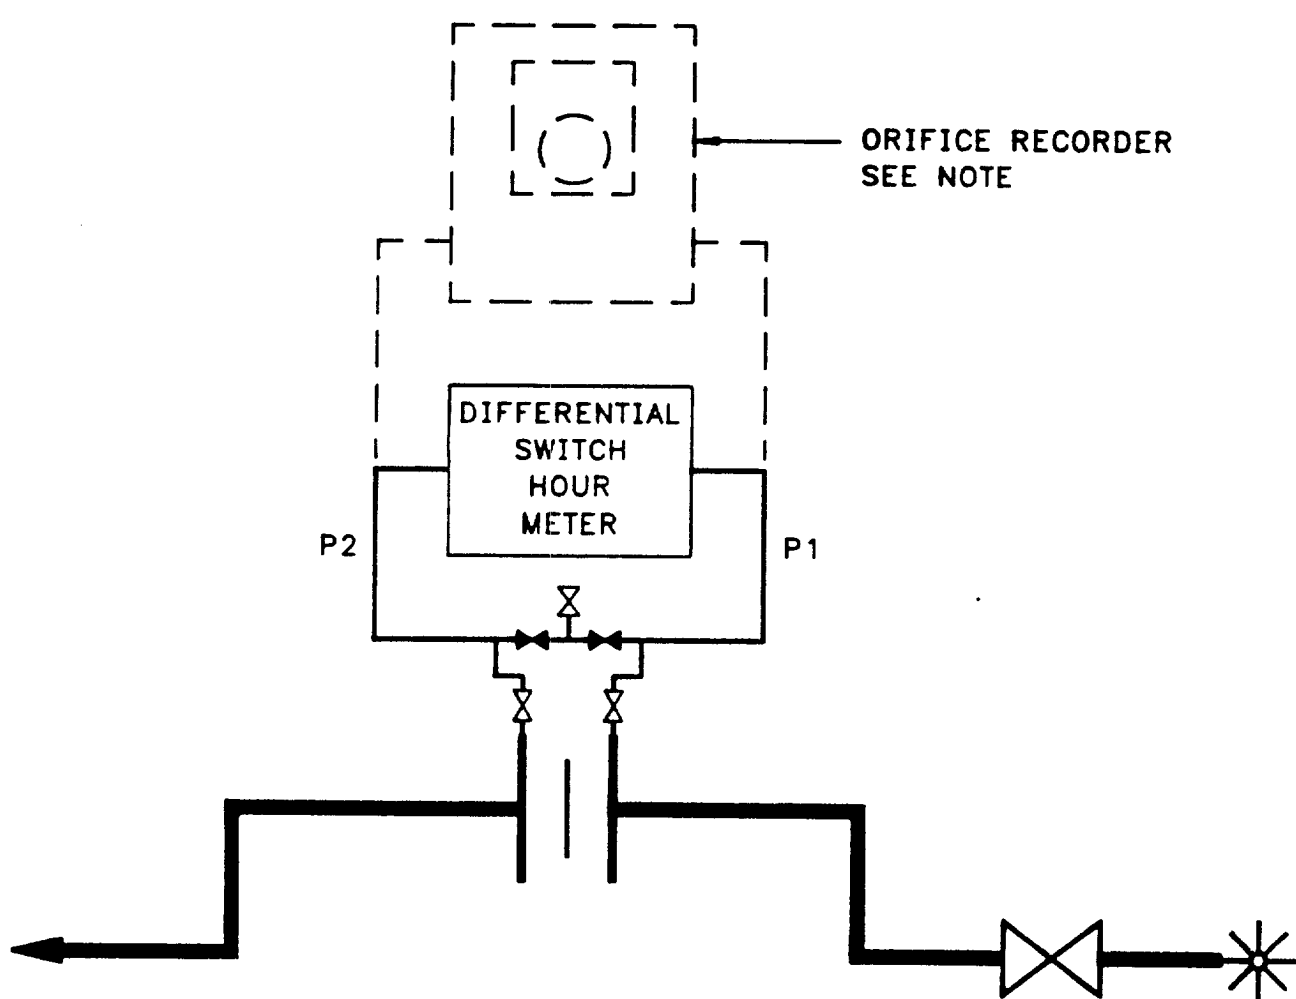 ORIFICE RECORDER
SEE NOTE
DIFFERENTIAL
SWITCH
HOUR
METER
P2
P1